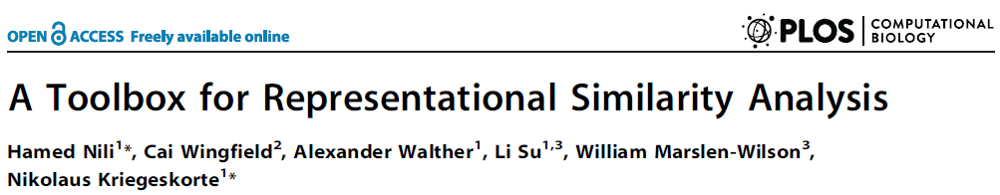 OPEN ACCESS Freely available online
PLOS COMPUTATIONAL BIOLOGY
A Toolbox for Representational Similarity Analysis
Hamed Nili1*, Cai Wingfield2, Alexander Walther1, Li Su1,3, William Marslen-Wilson3,
Nikolaus Kriegeskorte1*